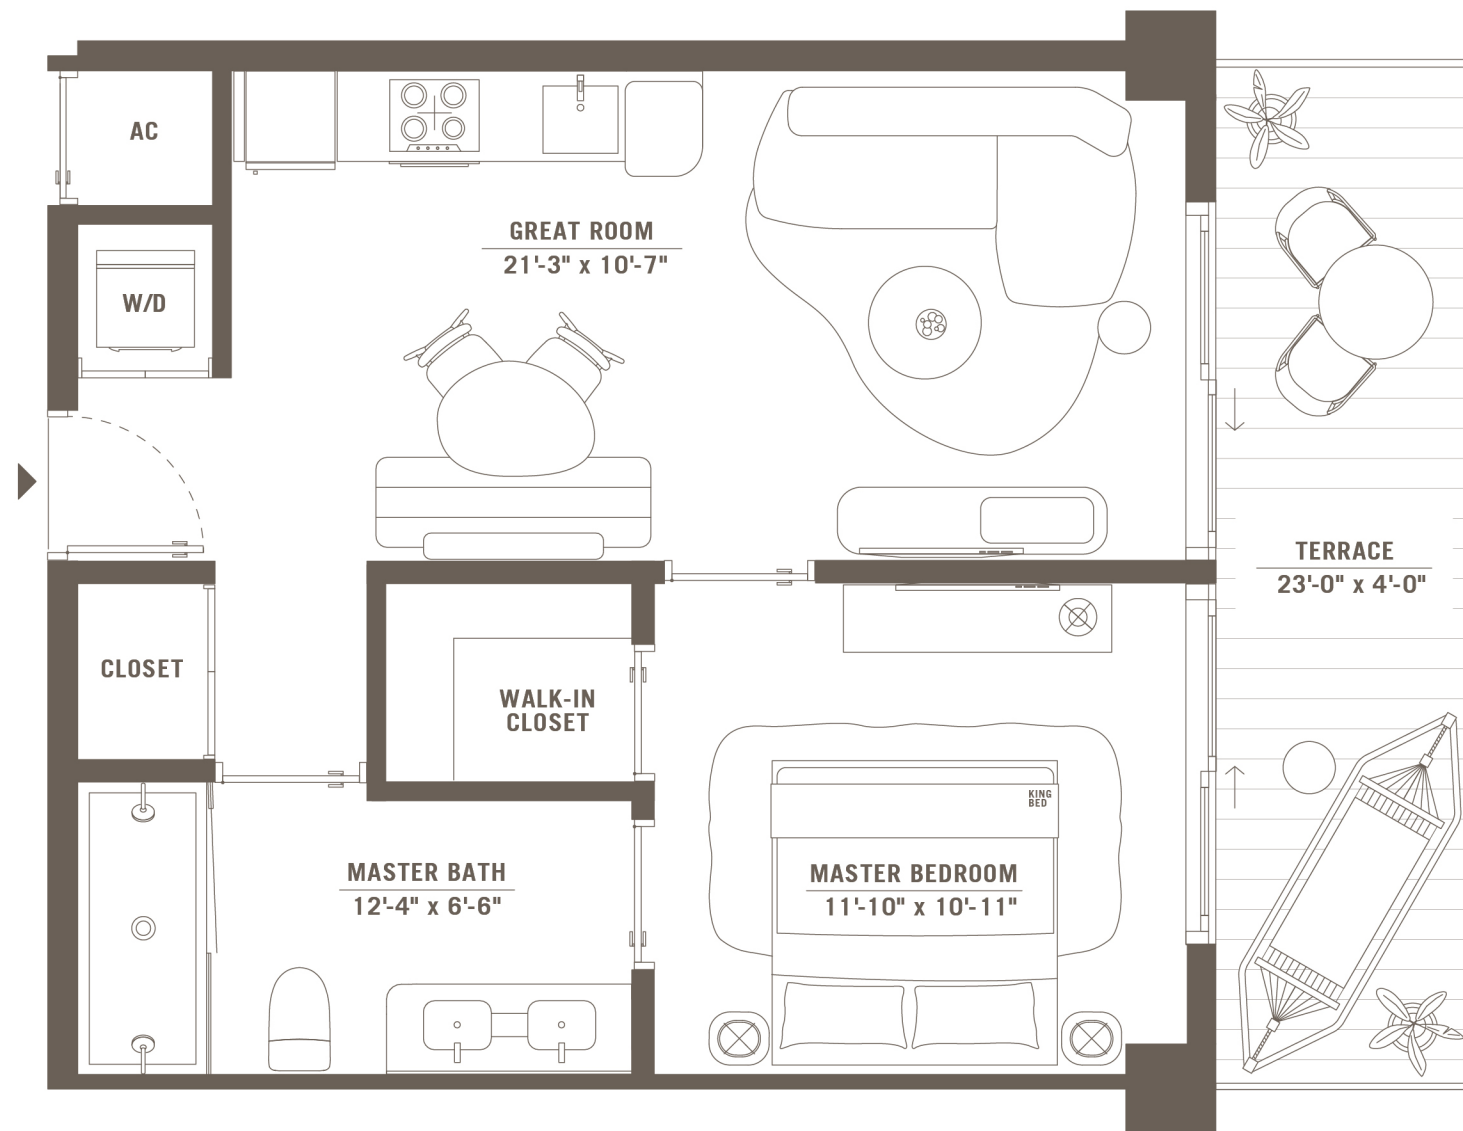 AC
W/D
GREAT ROOM
21'-3" x 10'-7"
TERRACE
23'-0" x 4'-0"
CLOSET
WALK-IN
CLOSET
KING
BED
MASTER BATH
12'-4" x 6'-6"
MASTER BEDROOM
11'-10" x 10'-11"